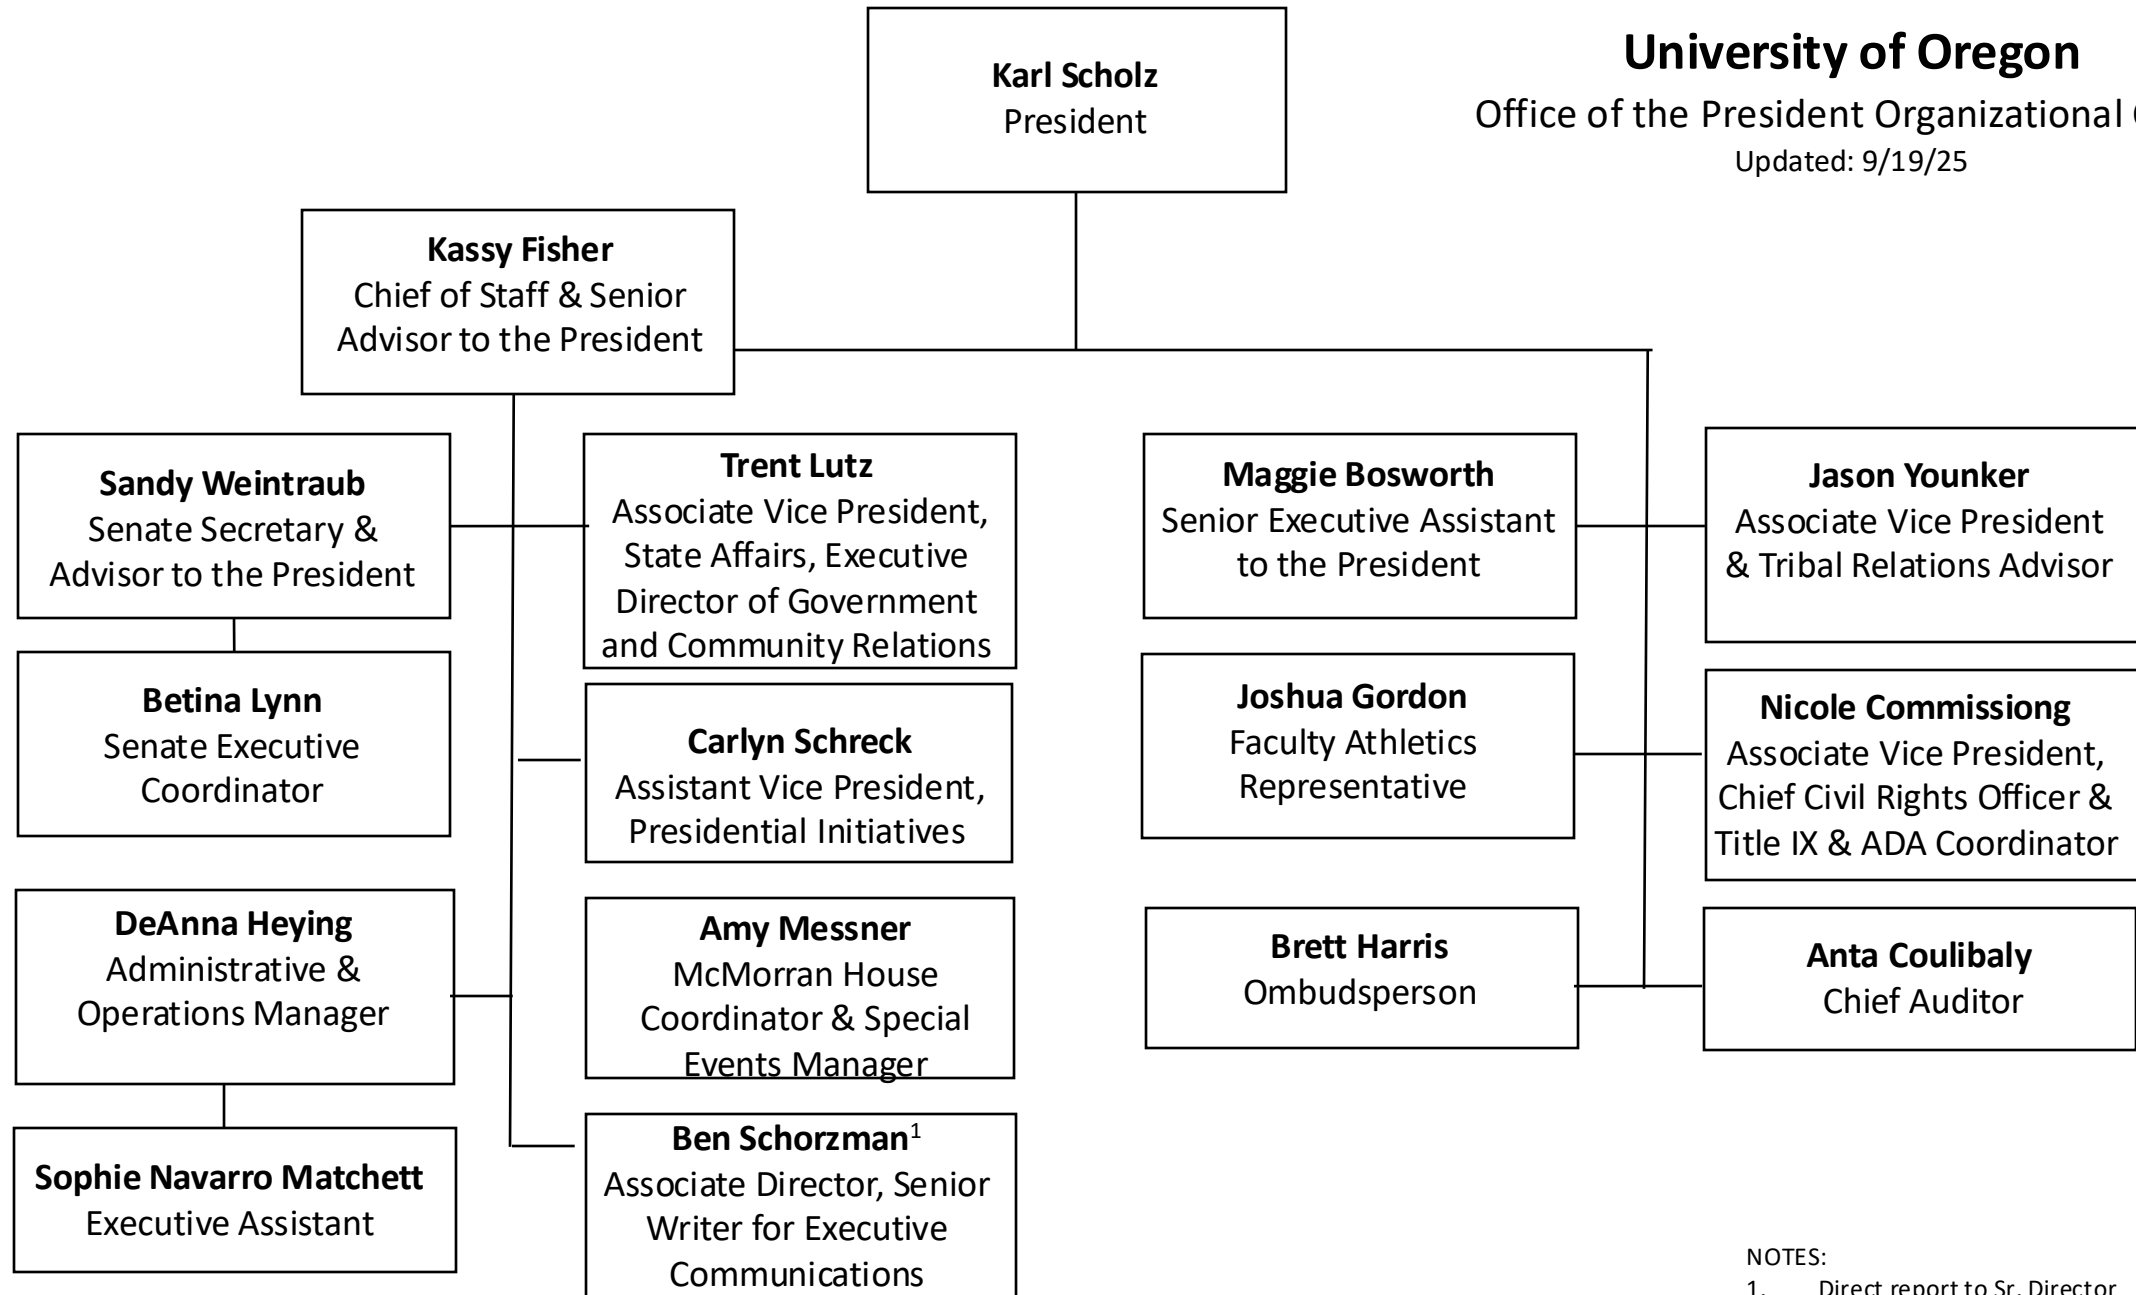 Karl Scholz
President
University of Oregon
Office of the President Organizational
Updated: 9/19/25
Kassy Fisher
Chief of Staff & Senior
Advisor to the President
Sandy Weintraub
Senate Secretary &
Advisor to the President
Trent Lutz
Associate Vice President,
State Affairs, Executive
Director of Government
and Community Relations
Maggie Bosworth
Senior Executive Assistant
to the President
Jason Younker
Associate Vice President
& Tribal Relations Advisor
Betina Lynn
Senate Executive
Coordinator
Carlyn Schreck
Assistant Vice President,
Presidential Initiatives
Joshua Gordon
Faculty Athletics
Representative
Nicole Commissiong
Associate Vice President,
Chief Civil Rights Officer &
Title IX & ADA Coordinator
DeAnna Heying
Administrative &
Operations Manager
Amy Messner
McMorran House
Coordinator & Special
Events Manager
Brett Harris
Ombudsperson
Anta Coulibaly
Chief Auditor
Sophie Navarro Matchett
Executive Assistant
Ben Schorzman¹
Associate Director, Senior
Writer for Executive
Communications
NOTES:
1. Direct report to Sr. Director